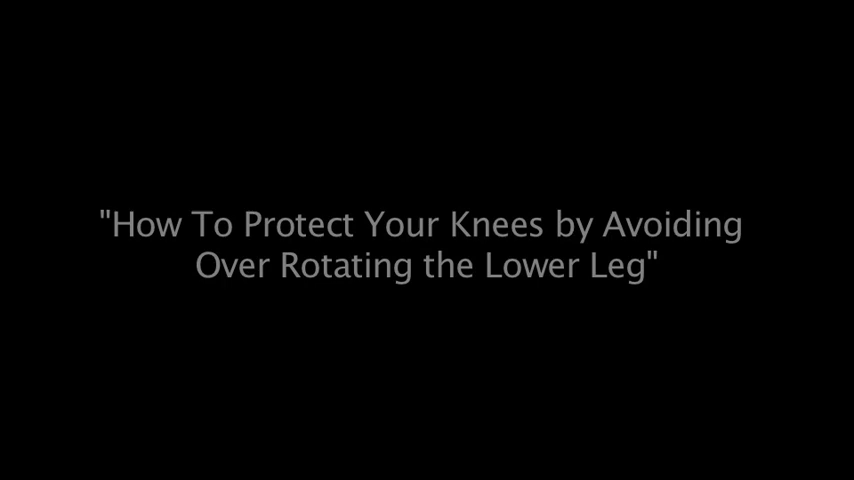 "How To Protect Your Knees by Avoiding
Over Rotating the Lower Leg"